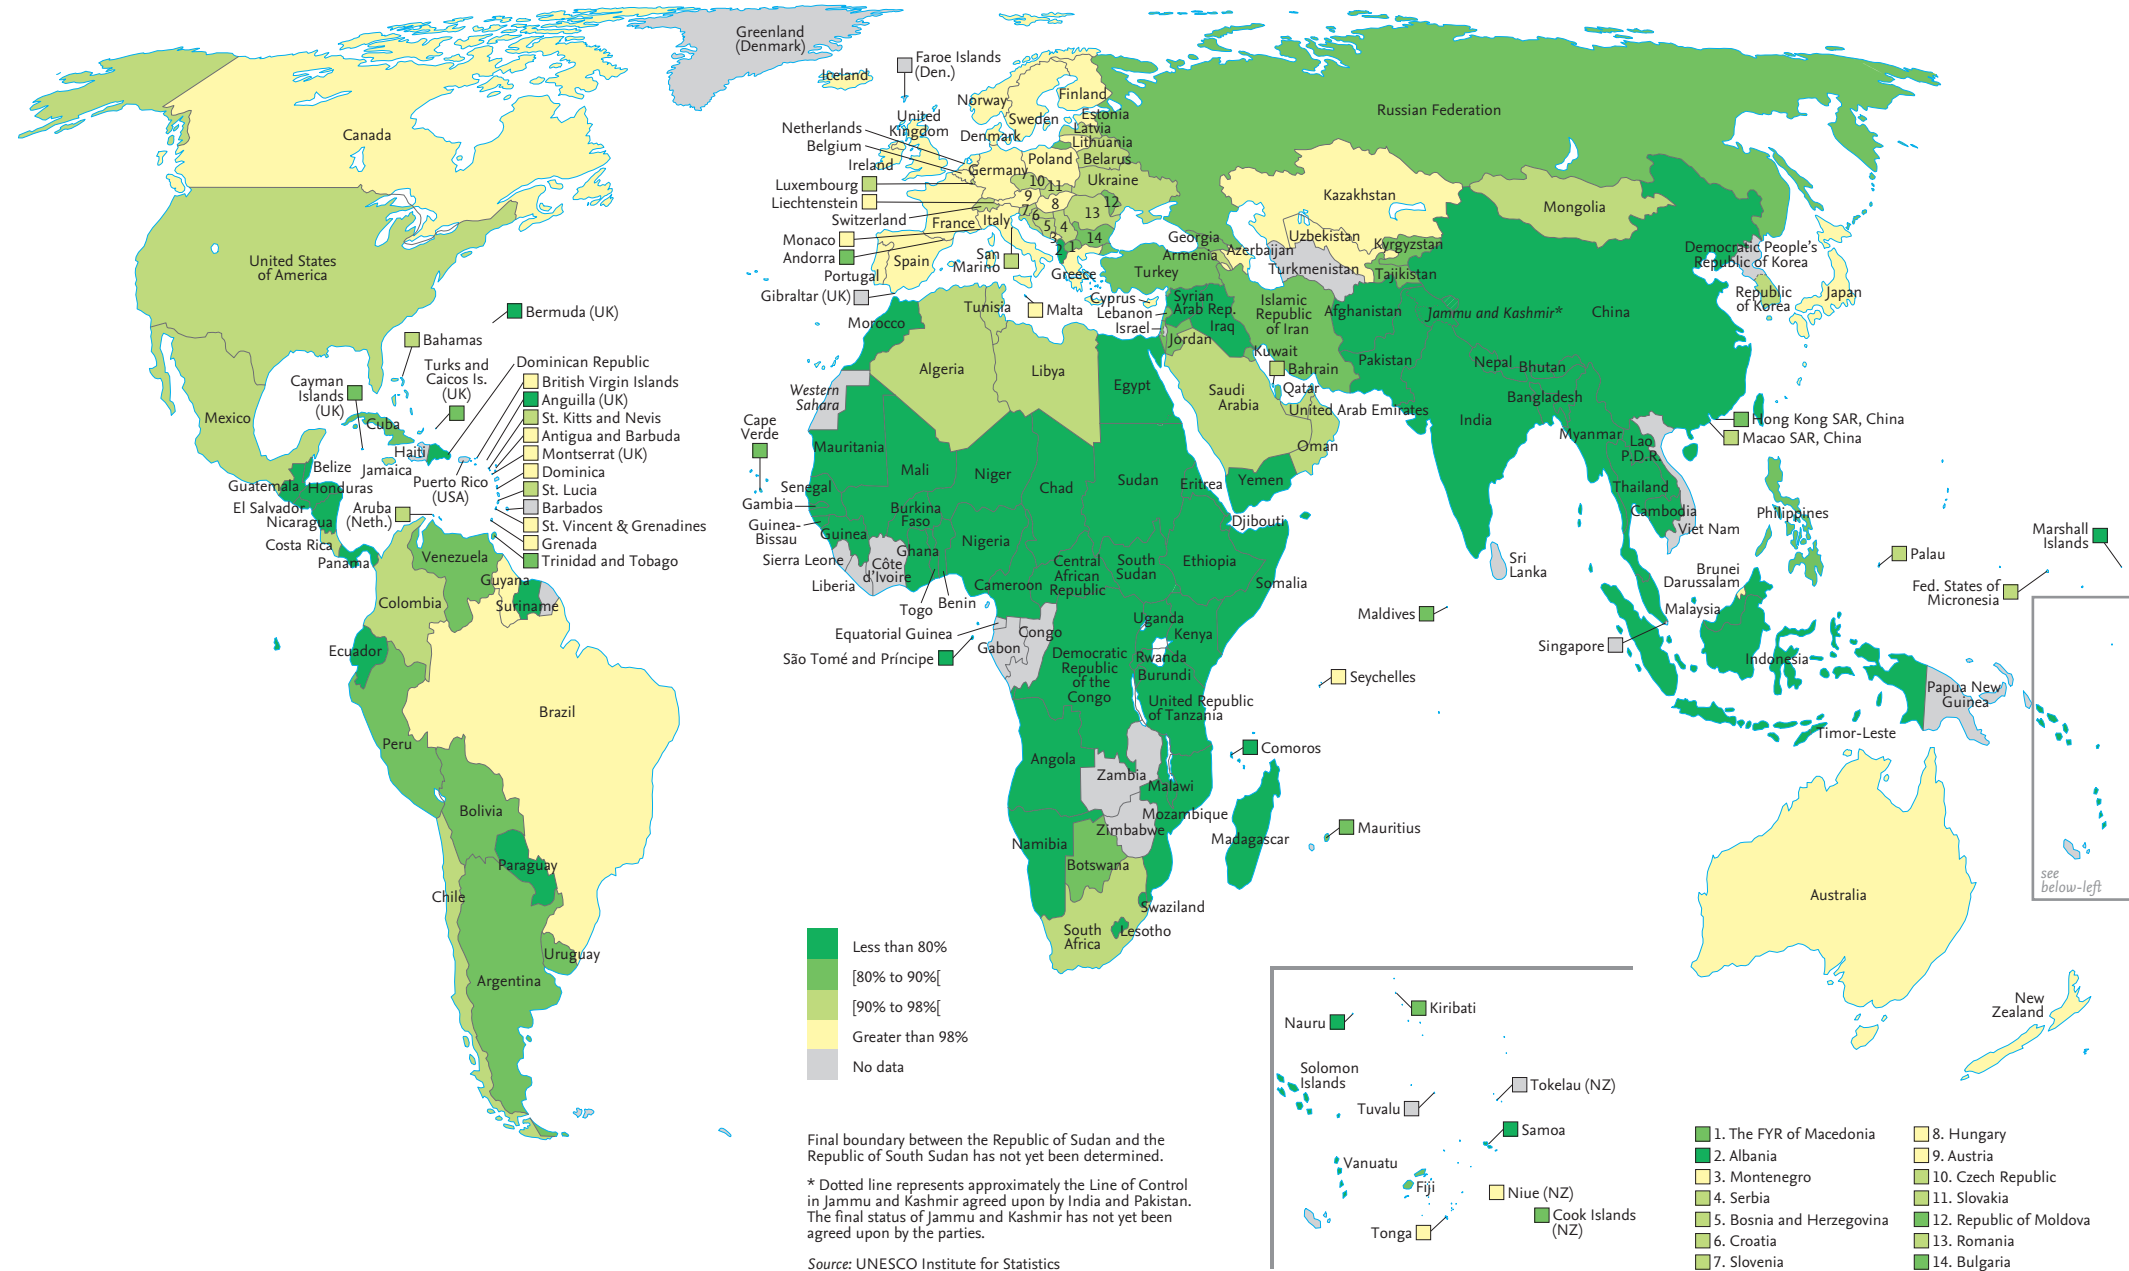 Greenland
(Denmark)
Faroe Islands
(Den.)
Iceland
Norway
Finland
Sweden
Estonia
Latvia
Lithuania
United
Kingdom
Denmark
Netherlands
Belgium
Ireland
Poland
Belarus
Germany
Ukraine
Luxembourg
Liechtenstein
Switzerland
France
Italy
Monaco
Andorra
San
Marino
Portugal
Spain
Greece
Gibraltar (UK)
10
11
9
8
7
6
5
4
3
2
1
12
13
14
Russian Federation
Canada
United States
of America
Kazakhstan
Mongolia
Georgia
Armenia
Azerbaijan
Uzbekistan
Kyrgyzstan
Turkmenistan
Tajikistan
Turkey
Democratic People's
Republic of Korea
Republic
of Korea
Japan
China
Tunisia
Malta
Cyprus
Lebanon
Israel
Syrian
Arab Rep.
Iraq
Islamic
Republic
of Iran
Afghanistan
Jammu and Kashmir*
Morocco
Jordan
Kuwait
Bahrain
Qatar
Pakistan
Nepal
Bhutan
Bangladesh
Algeria
Libya
Egypt
Saudi
Arabia
United Arab Emirates
Oman
India
Myanmar
Lao
P.D.R.
Hong Kong SAR, China
Macao SAR, China
Western
Sahara
Bermuda (UK)
Bahamas
Turks and
Caicos Is.
(UK)
Cayman
Islands
(UK)
Dominican Republic
British Virgin Islands
Anguilla (UK)
St. Kitts and Nevis
Antigua and Barbuda
Montserrat (UK)
Dominica
St. Lucia
Barbados
St. Vincent & Grenadines
Grenada
Trinidad and Tobago
Mexico
Cuba
Haiti
Belize
Jamaica
Puerto Rico
(USA)
Guatemala
Honduras
El Salvador
Nicaragua
Aruba
(Neth.)
Costa Rica
Panama
Venezuela
Guyana
Suriname
Colombia
Ecuador
Peru
Brazil
Bolivia
Paraguay
Chile
Uruguay
Argentina
Cape
Verde
Mauritania
Mali
Niger
Chad
Sudan
Eritrea
Yemen
Senegal
Gambia
Guinea-
Bissau
Guinea
Burkina
Faso
Djibouti
Sierra Leone
Liberia
Côte
d'Ivoire
Ghana
Togo
Benin
Nigeria
Cameroon
Central
African
Republic
South
Sudan
Ethiopia
Somalia
Equatorial Guinea
São Tomé and Príncipe
Gabon
Congo
Democratic
Republic
of the
Congo
Uganda
Kenya
Rwanda
Burundi
United Republic
of Tanzania
Angola
Zambia
Malawi
Mozambique
Zimbabwe
Namibia
Botswana
Madagascar
Swaziland
Lesotho
South
Africa
Comoros
Seychelles
Mauritius
Maldives
Sri
Lanka
Thailand
Cambodia
Viet Nam
Philippines
Brunei
Darussalam
Malaysia
Singapore
Indonesia
Timor-Leste
Papua New
Guinea
Palau
Fed. States of
Micronesia
Marshall
Islands
Australia
New
Zealand
see
below-left
Less than 80%
[80% to 90%[
[90% to 98%[
Greater than 98%
No data
Final boundary between the Republic of Sudan and the
Republic of South Sudan has not yet been determined.
* Dotted line represents approximately the Line of Control
in Jammu and Kashmir agreed upon by India and Pakistan.
The final status of Jammu and Kashmir has not yet been
agreed upon by the parties.
Source: UNESCO Institute for Statistics
Nauru
Kiribati
Solomon
Islands
Tokelau (NZ)
Tuvalu
Samoa
Vanuatu
Fiji
Niue (NZ)
Cook Islands
(NZ)
Tonga
1. The FYR of Macedonia
2. Albania
3. Montenegro
4. Serbia
5. Bosnia and Herzegovina
6. Croatia
7. Slovenia
8. Hungary
9. Austria
10. Czech Republic
11. Slovakia
12. Republic of Moldova
13. Romania
14. Bulgaria